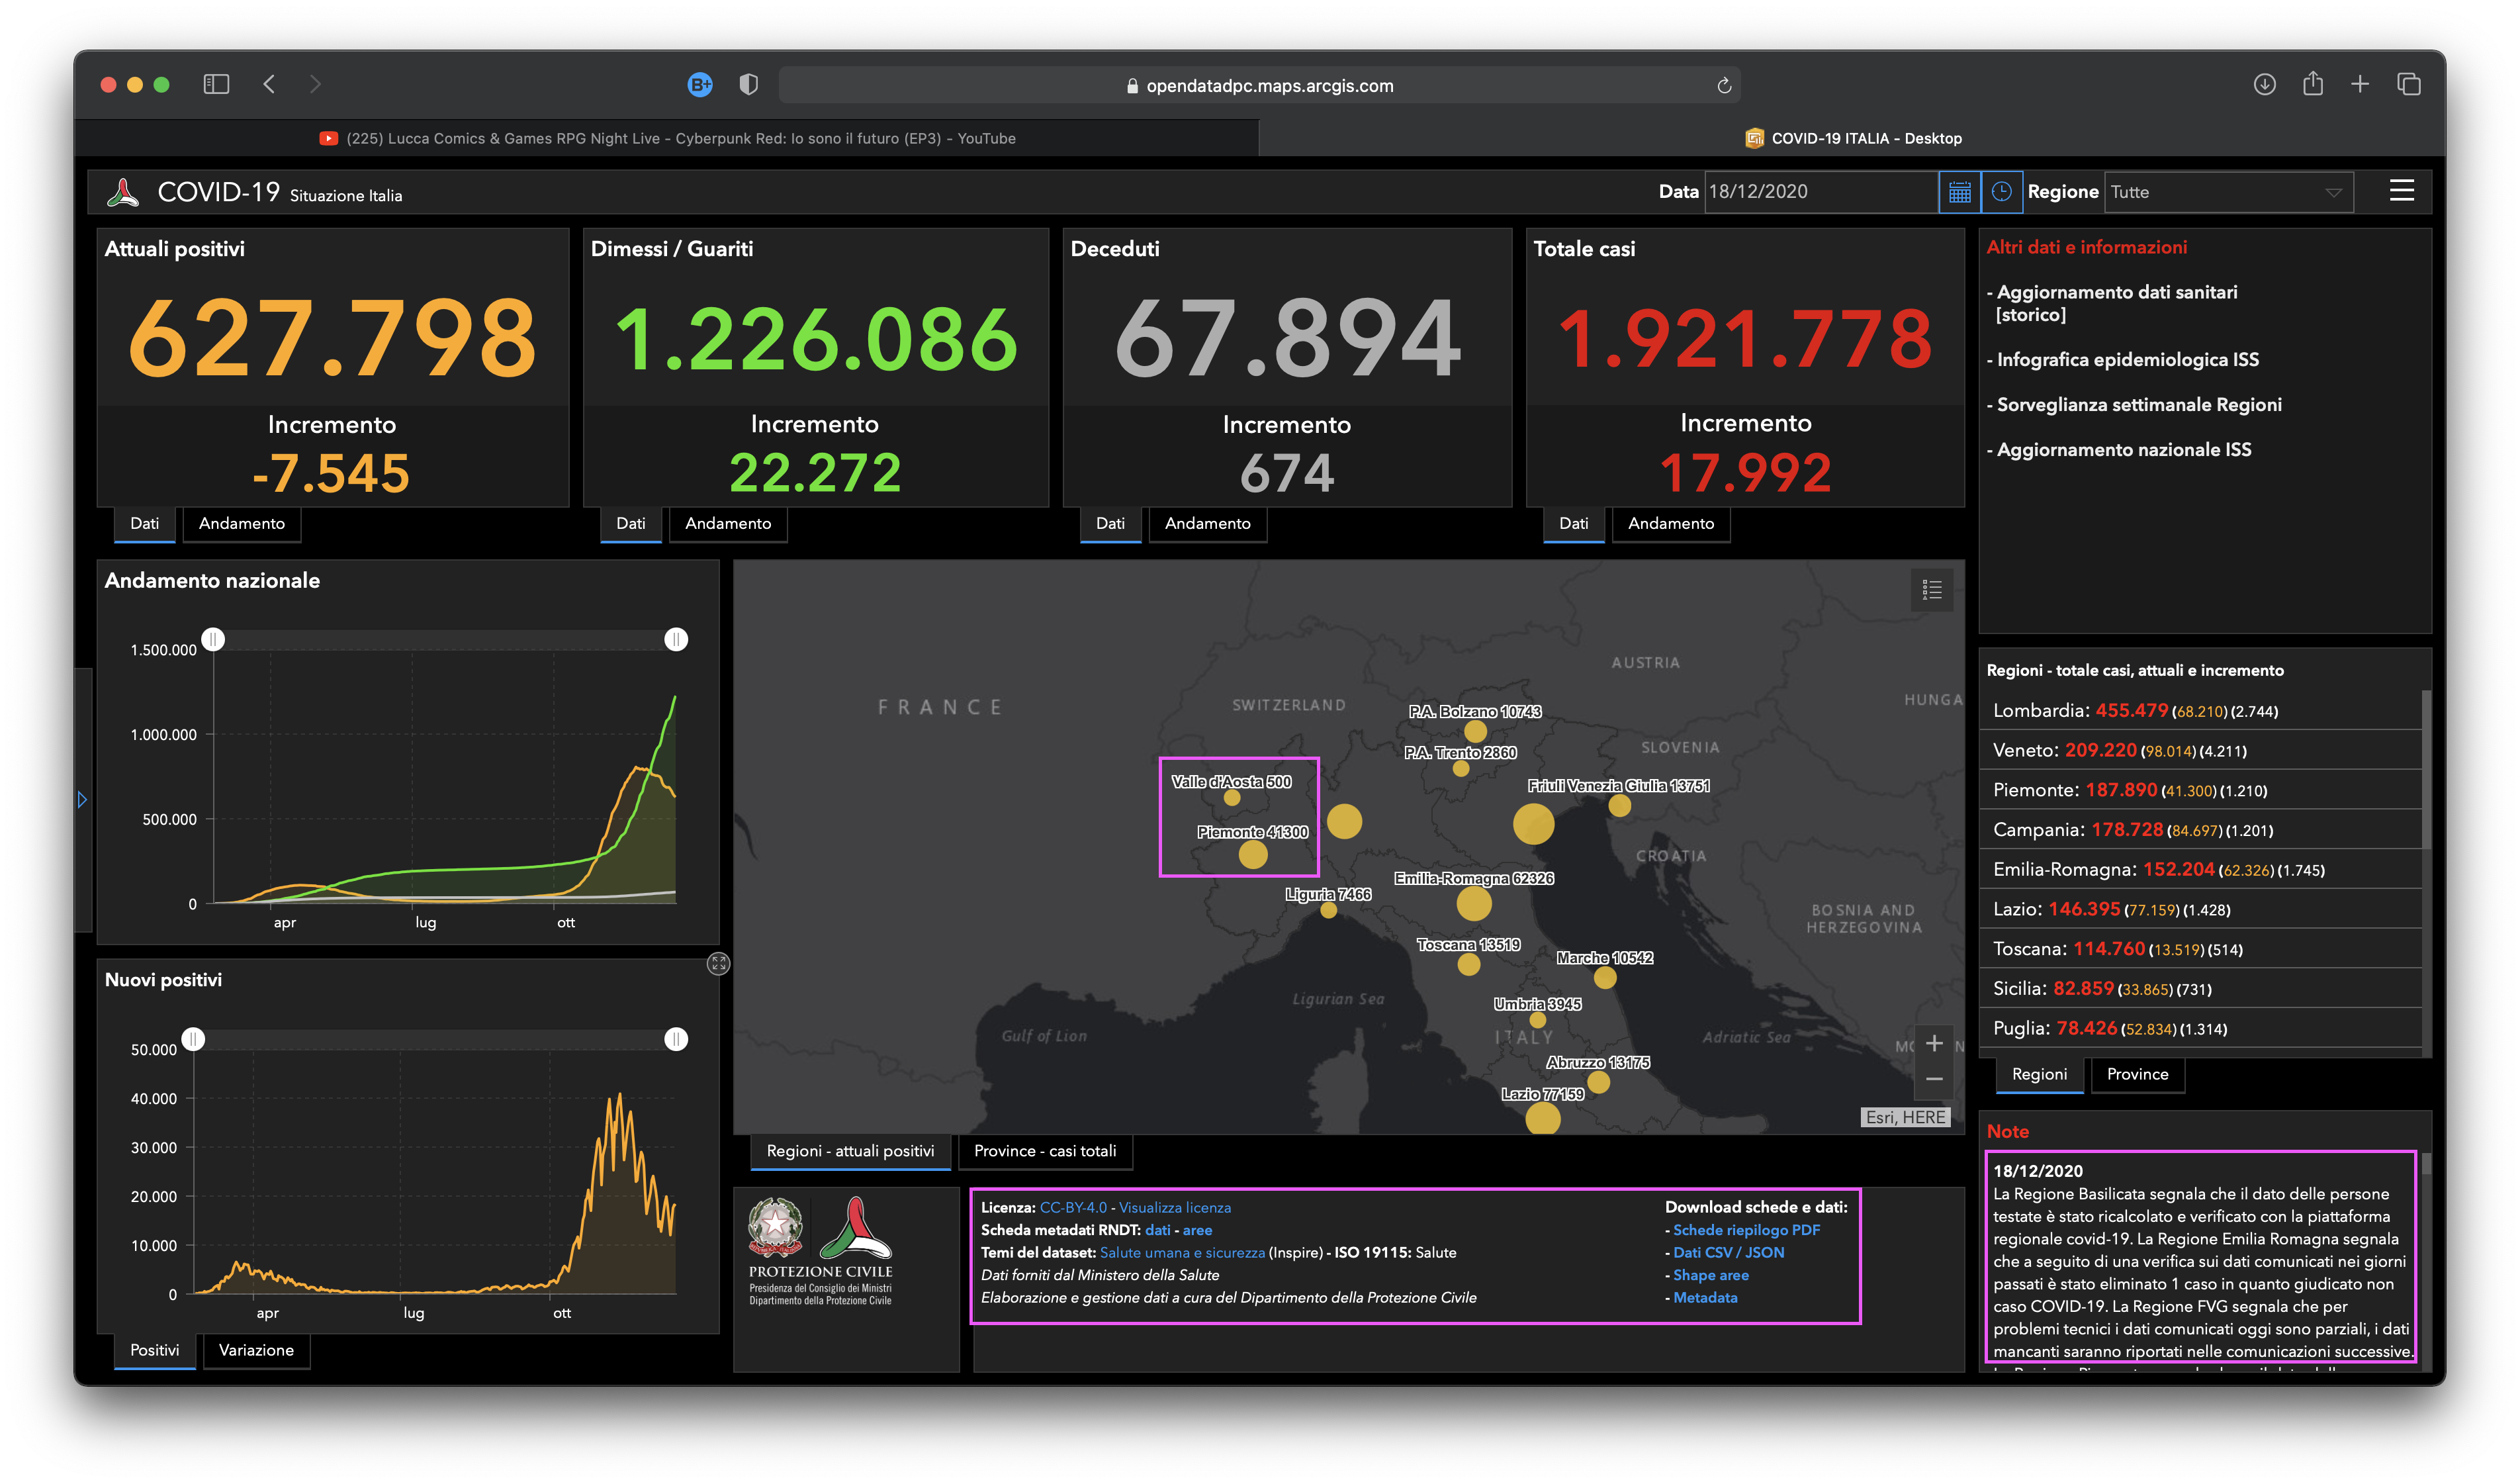 B+
opendatadpc.maps.arcgis.com
(225) Lucca Comics & Games RPG Night Live - Cyberpunk Red: Io sono il futuro (EP3) - YouTube
COVID-19 ITALIA - Desktop
COVID-19 Situazione Italia
Data 18/12/2020 Regione Tutte
Attuali positivi
627.798
Incremento
-7.545
Dati Andamento
Dimessi / Guariti
1.226.086
Incremento
22.272
Dati Andamento
Deceduti
67.894
Incremento
674
Dati Andamento
Totale casi
1.921.778
Incremento
17.992
Dati Andamento
Altri dati e informazioni
- Aggiornamento dati sanitari
[storico]
- Infografica epidemiologica ISS
- Sorveglianza settimanale Regioni
- Aggiornamento nazionale ISS
Andamento nazionale
1.500.000
1.000.000
500.000
0
apr lug ott
Nuovi positivi
50.000
40.000
30.000
20.000
10.000
0
apr lug ott
Positivi Variazione
AUSTRIA
FRANCE
SWITZERLAND
HUNGA
P.A. Bolzano 10743
SLOVENIA
P.A. Trento 2860
Valle d'Aosta 500
Friuli Venezia Giulia 13751
Piemonte 41300
CROATIA
Emilia-Romagna 62326
Liguria 7466
BOSNIA AND
HERZEGOVINA
Toscana 13519
Marche 10542
Ligurian Sea
Umbria 3945
Gulf of Lion
ITALY
Adriatic Sea
Abruzzo 13175
Lazio 77159
Esri, HERE
Regioni - attuali positivi Province - casi totali
Regioni - totale casi, attuali e incremento
Lombardia: 455.479 (68.210) (2.744)
Veneto: 209.220 (98.014) (4.211)
Piemonte: 187.890 (41.300) (1.210)
Campania: 178.728 (84.697) (1.201)
Emilia-Romagna: 152.204 (62.326) (1.745)
Lazio: 146.395 (77.159) (1.428)
Toscana: 114.760 (13.519) (514)
Sicilia: 82.859 (33.865) (731)
Puglia: 78.426 (52.834) (1.314)
Regioni Province
PROTEZIONE CIVILE
Presidenza del Consiglio dei Ministri
Dipartimento della Protezione Civile
Licenza: CC-BY-4.0 - Visualizza licenza
Scheda metadati RNDT: dati - aree
Temi del dataset: Salute umana e sicurezza (Inspire) - ISO 19115: Salute
Dati forniti dal Ministero della Salute
Elaborazione e gestione dati a cura del Dipartimento della Protezione Civile
Download schede e dati:
- Schede riepilogo PDF
- Dati CSV / JSON
- Shape aree
- Metadata
Note
18/12/2020
La Regione Basilicata segnala che il dato delle persone
testate è stato ricalcolato e verificato con la piattaforma
regionale covid-19. La Regione Emilia Romagna segnala
che a seguito di una verifica sui dati comunicati nei giorni
passati è stato eliminato 1 caso in quanto giudicato non
caso COVID-19. La Regione FVG segnala che per
problemi tecnici i dati comunicati oggi sono parziali, i dati
mancanti saranno riportati nelle comunicazioni successive.